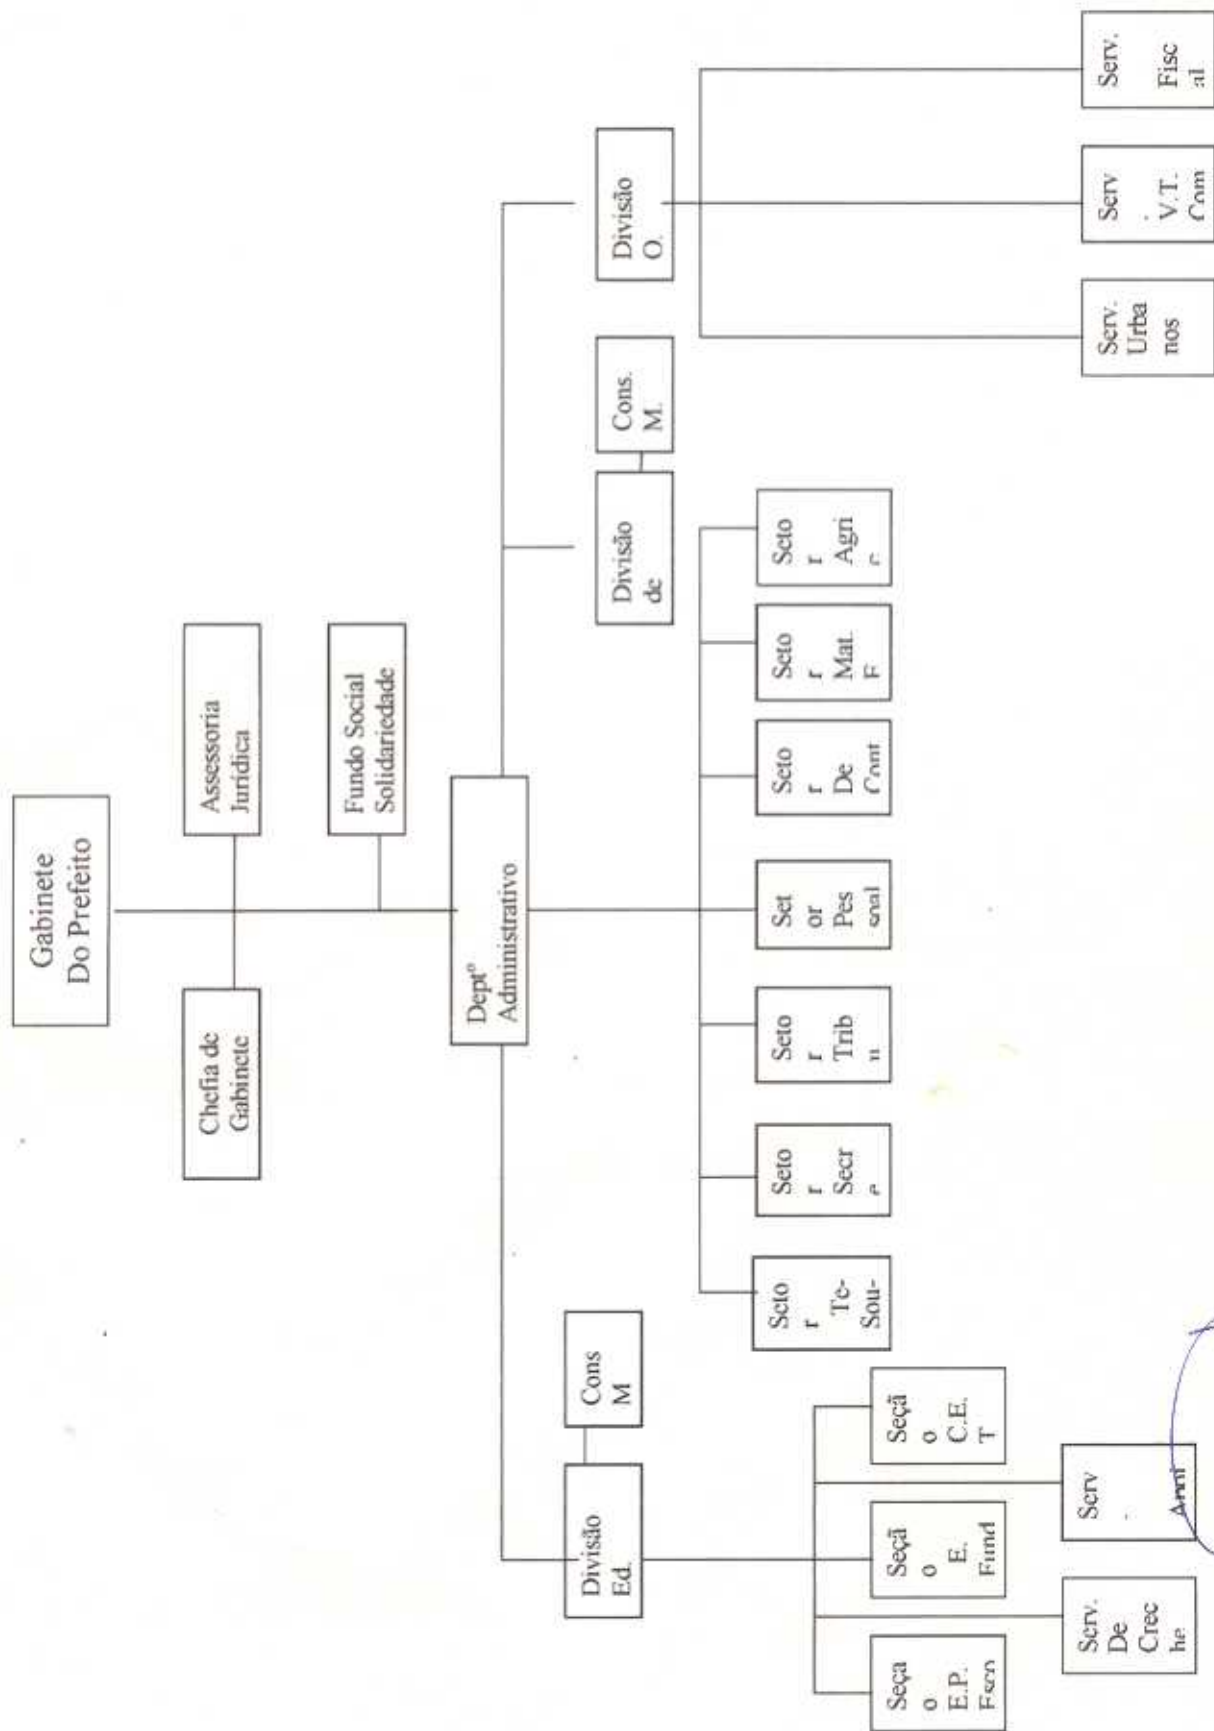 Gabinete
Do Prefeito
Chefia de
Gabinete
Assessoria
Jurídica
Fundo Social
Solidariedade
Deptº
Administrativo
Divisão
Ed.
Cons
M
Divisão
de
Cons.
M.
Divisão
O.
Seto
r
Te-
Sou-
Seto
r
Secr
e
Seto
r
Trib
u
Set
or
Pes
soal
Seto
r
De
Cont
Seto
r
Mat.
E
Seto
r
Agri
c
Seçã
o
E.P.
Esco
Seçã
o
E.
Fund
Seçã
o
C.E.
T
Serv.
De
Crec
he
Serv
.
Serv.
Urba
nos
Serv
.
V.T.
Com
Serv.
Fisc
al